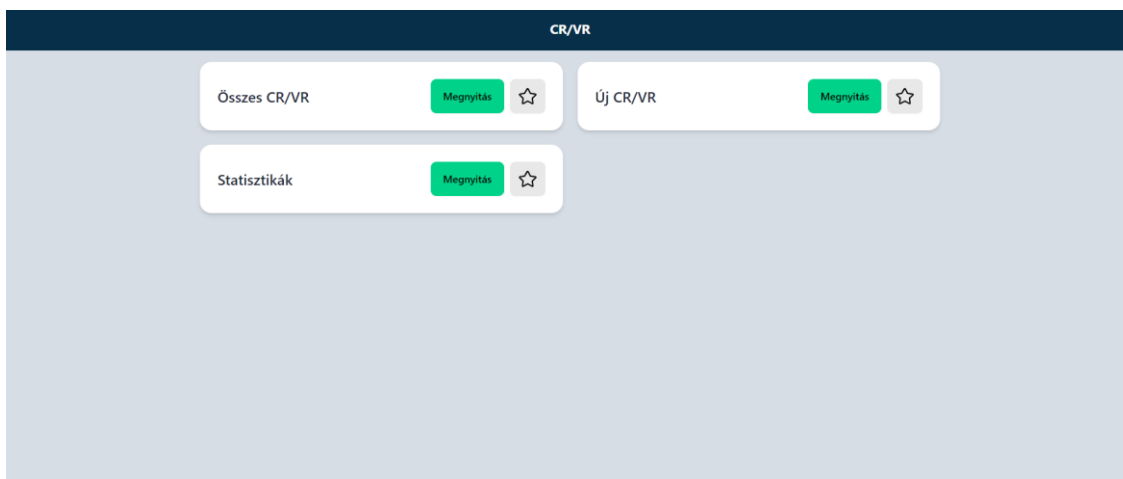 CR/VR
Összes CR/VR Megnyitás
Új CR/VR Megnyitás
Statisztikák Megnyitás